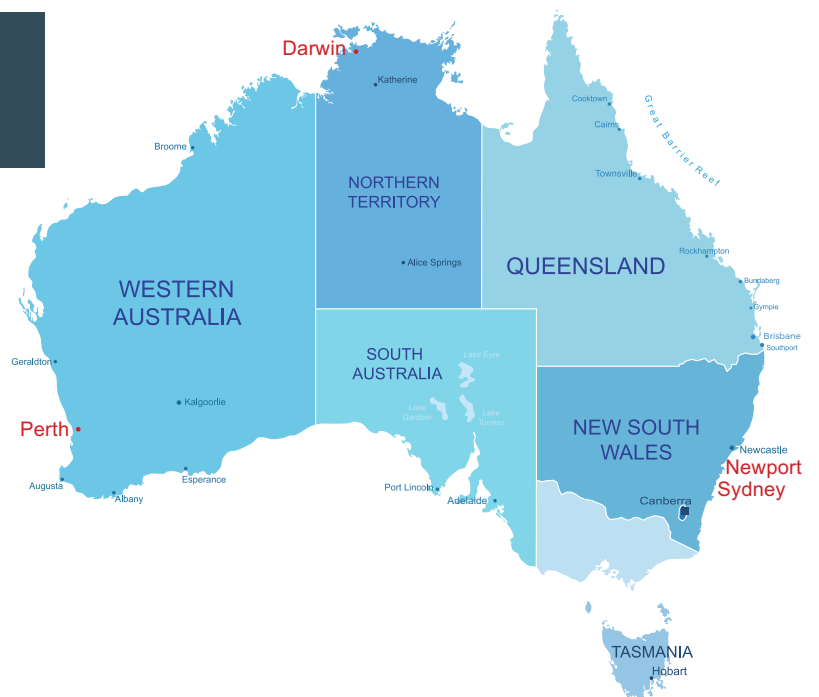 Darwin
Katherine
Cooktown
Great Barrier Reef
Cairns
Broome
Townsville
NORTHERN
TERRITORY
Rockhampton
Alice Springs
QUEENSLAND
Bundaberg
WESTERN
AUSTRALIA
Gympie
Brisbane
Southport
SOUTH
AUSTRALIA
Lake Eyre
Geraldton
Kalgoorlie
Lake
Gardner
Lake
Torrens
Perth
NEW SOUTH
WALES
Newcastle
Newport
Sydney
Esperance
Augusta
Albany
Port Lincoln
Adelaide
Canberra
TASMANIA
Hobart